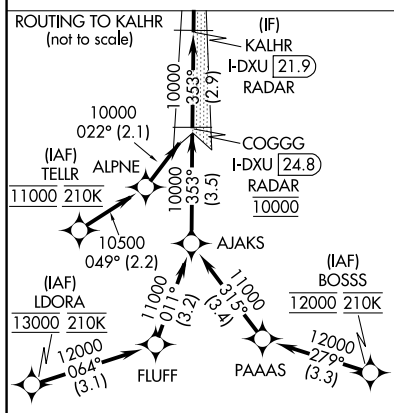 ROUTING TO KALHR
(not to scale)
(IF)
KALHR
I-DXU 21.9
RADAR
10000
353°
(2.9)
10000
022° (2.1)
COGGG
I-DXU 24.8
RADAR
10000
(IAF)
TELLR
11000 210K
ALPNE
10000
353°
(3.5)
10500
049° (2.2)
AJAKS
(IAF)
BOSSS
12000 210K
(IAF)
LDORA
13000 210K
11000
011°
(3.2)
11000
315°
(3.4)
12000
064°
(3.1)
FLUFF
PAAAS
12000
279°
(3.3)